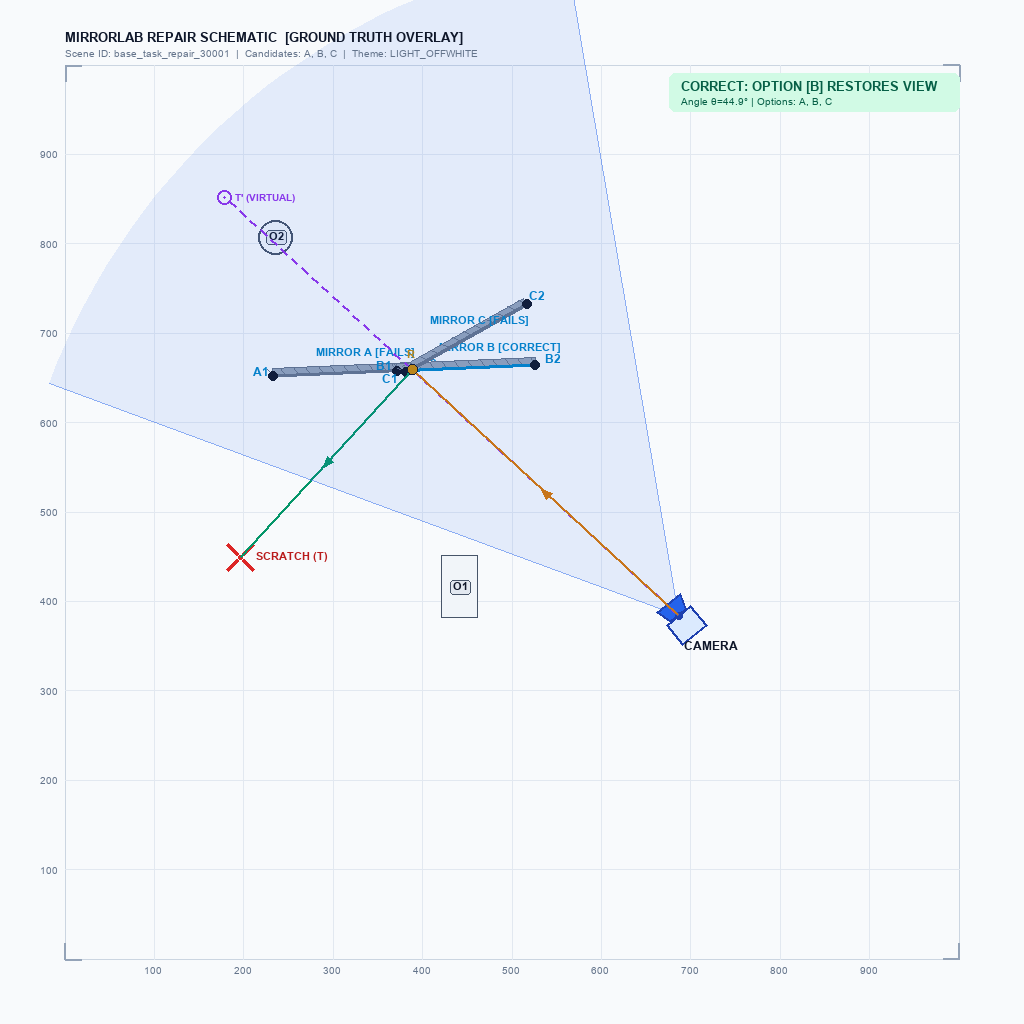 MIRRORLAB REPAIR SCHEMATIC [GROUND TRUTH OVERLAY]
Scene ID: base_task_repair_30001 | Candidates: A, B, C | Theme: LIGHT_OFFWHITE
CORRECT: OPTION [B] RESTORES VIEW
Angle θ=44.9° | Options: A, B, C
900
T' (VIRTUAL)
O2
800
C2
MIRROR C [FAILS]
700
MIRROR B [CORRECT]
MIRROR A [FAILS]
B2
B1
A1
C1
600
500
SCRATCH (T)
O1
400
CAMERA
300
200
100
100 200 300 400 500 600 700 800 900